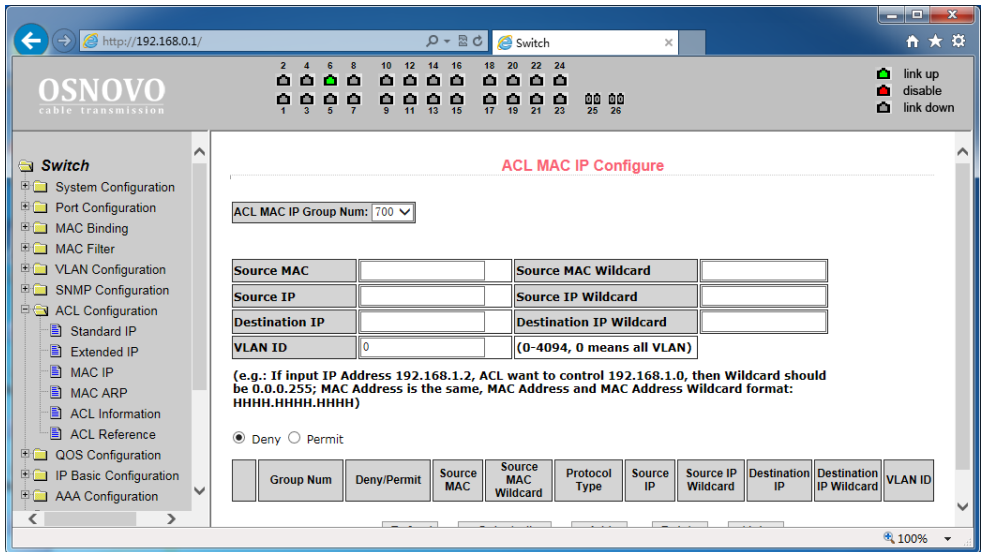 http://192.168.0.1/
Switch
OSNOVO
cable transmission
2 4 6 8 10 12 14 16 18 20 22 24
1 3 5 7 9 11 13 15 17 19 21 23 25 26
link up
disable
link down
Switch
System Configuration
Port Configuration
MAC Binding
MAC Filter
VLAN Configuration
SNMP Configuration
ACL Configuration
Standard IP
Extended IP
MAC IP
MAC ARP
ACL Information
ACL Reference
QOS Configuration
IP Basic Configuration
AAA Configuration
ACL MAC IP Configure
ACL MAC IP Group Num: 700
Source MAC Source MAC Wildcard
Source IP Source IP Wildcard
Destination IP Destination IP Wildcard
VLAN ID 0 (0-4094, 0 means all VLAN)
(e.g.: If input IP Address 192.168.1.2, ACL want to control 192.168.1.0, then Wildcard should
be 0.0.0.255; MAC Address is the same, MAC Address and MAC Address Wildcard format:
HHHH.HHHH.HHHH)
Deny Permit
Group Num Deny/Permit Source MAC Source MAC Wildcard Protocol Type Source IP Source IP Wildcard Destination IP Destination IP Wildcard VLAN ID
100%